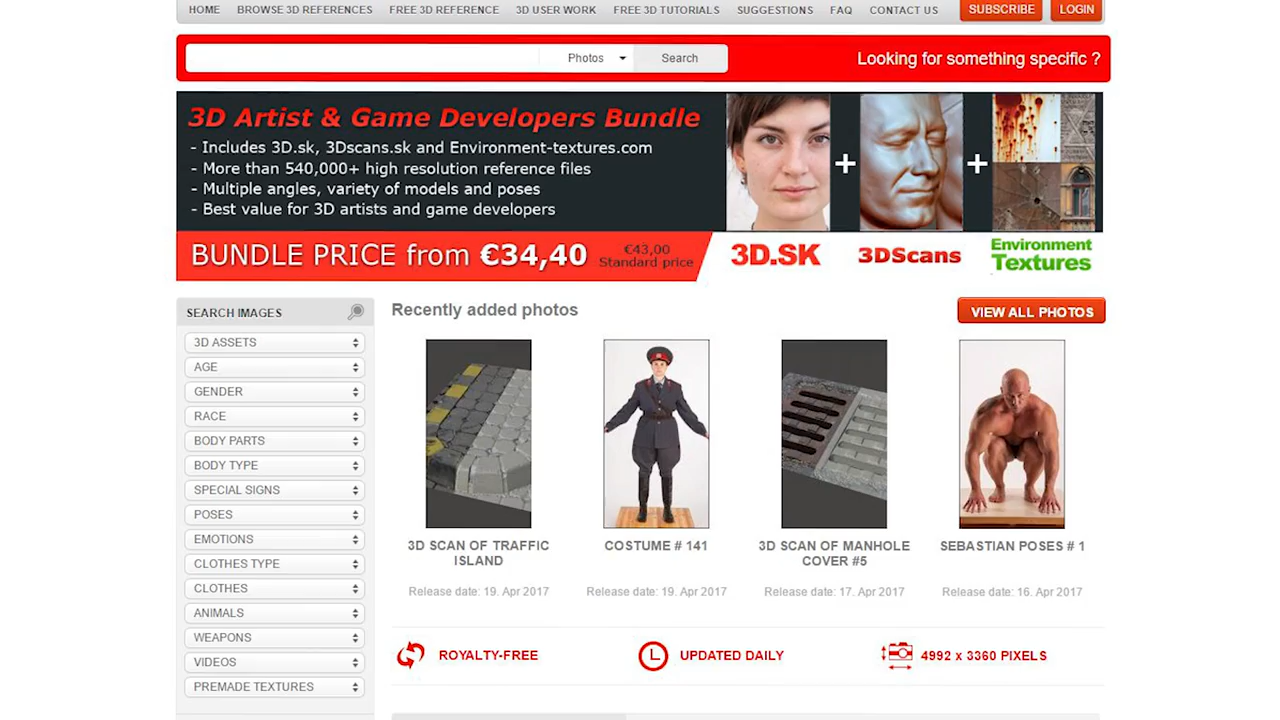 HOME BROWSE 3D REFERENCES FREE 3D REFERENCE 3D USER WORK FREE 3D TUTORIALS SUGGESTIONS FAQ CONTACT US SUBSCRIBE LOGIN
Photos Search Looking for something specific ?
3D Artist & Game Developers Bundle
- Includes 3D.sk, 3Dscans.sk and Environment-textures.com
- More than 540,000+ high resolution reference files
- Multiple angles, variety of models and poses
- Best value for 3D artists and game developers
+ +
BUNDLE PRICE from €34,40
€43,00
Standard price
3D.SK
3DScans
Environment
Textures
SEARCH IMAGES
3D ASSETS
AGE
GENDER
RACE
BODY PARTS
BODY TYPE
SPECIAL SIGNS
POSES
EMOTIONS
CLOTHES TYPE
CLOTHES
ANIMALS
WEAPONS
VIDEOS
PREMADE TEXTURES
Recently added photos
VIEW ALL PHOTOS
3D SCAN OF TRAFFIC
ISLAND
Release date: 19. Apr 2017
COSTUME # 141
Release date: 19. Apr 2017
3D SCAN OF MANHOLE
COVER #5
Release date: 17. Apr 2017
SEBASTIAN POSES # 1
Release date: 16. Apr 2017
ROYALTY-FREE
UPDATED DAILY
4992 x 3360 PIXELS